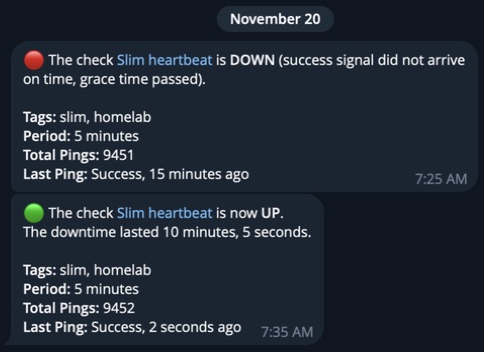 November 20
The check Slim heartbeat is DOWN (success signal did not arrive
on time, grace time passed).
Tags: slim, homelab
Period: 5 minutes
Total Pings: 9451
Last Ping: Success, 15 minutes ago
7:25 AM
The check Slim heartbeat is now UP.
The downtime lasted 10 minutes, 5 seconds.
Tags: slim, homelab
Period: 5 minutes
Total Pings: 9452
Last Ping: Success, 2 seconds ago
7:35 AM